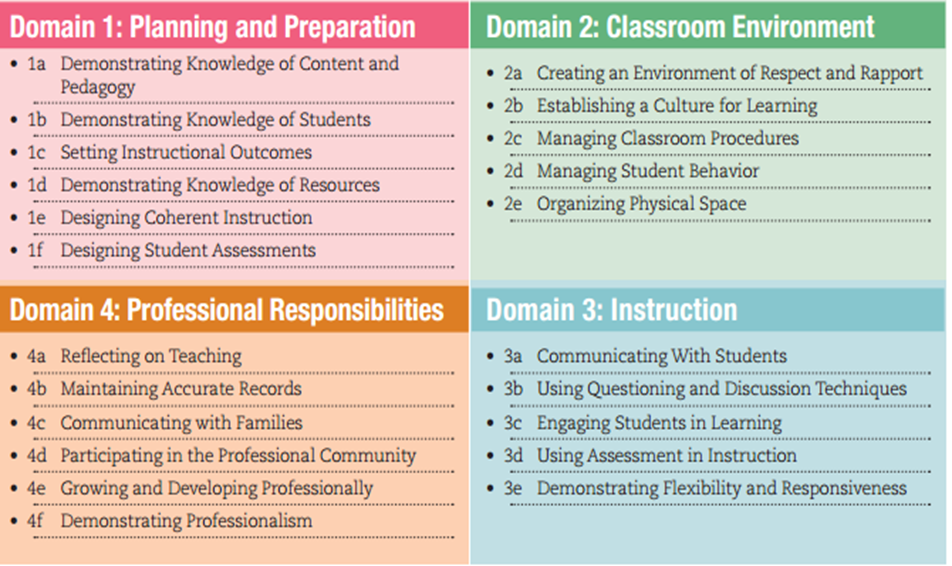 Domain 1: Planning and Preparation
• 1a Demonstrating Knowledge of Content and
Pedagogy
• 1b Demonstrating Knowledge of Students
• 1c Setting Instructional Outcomes
• 1d Demonstrating Knowledge of Resources
• 1e Designing Coherent Instruction
• 1f Designing Student Assessments
Domain 2: Classroom Environment
• 2a Creating an Environment of Respect and Rapport
• 2b Establishing a Culture for Learning
• 2c Managing Classroom Procedures
• 2d Managing Student Behavior
• 2e Organizing Physical Space
Domain 4: Professional Responsibilities
• 4a Reflecting on Teaching
• 4b Maintaining Accurate Records
• 4c Communicating with Families
• 4d Participating in the Professional Community
• 4e Growing and Developing Professionally
• 4f Demonstrating Professionalism
Domain 3: Instruction
• 3a Communicating With Students
• 3b Using Questioning and Discussion Techniques
• 3c Engaging Students in Learning
• 3d Using Assessment in Instruction
• 3e Demonstrating Flexibility and Responsiveness